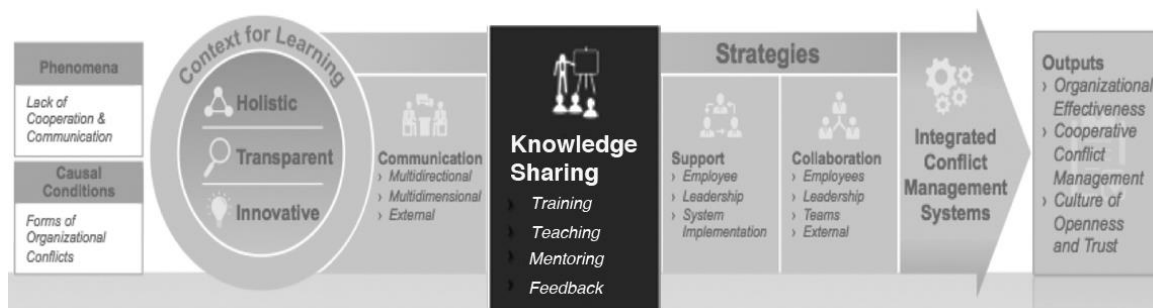 Phenomena
Lack of
Cooperation &
Communication
Causal
Conditions
Forms of
Organizational
Conflicts
Context for Learning
Holistic
Transparent
Innovative
Communication
› Multidirectional
› Multidimensional
› External
Knowledge
Sharing
› Training
› Teaching
› Mentoring
› Feedback
Strategies
Support
› Employee
› Leadership
› System
Implementation
Collaboration
› Employees
› Leadership
› Teams
› External
Integrated
Conflict
Management
Systems
Outputs
› Organizational
Effectiveness
› Cooperative
Conflict
Management
› Culture of
Openness
and Trust